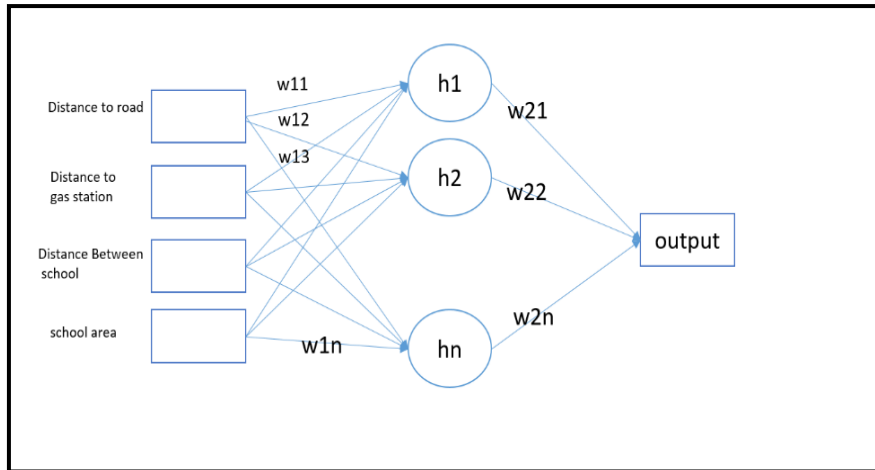 Distance to road
Distance to
gas station
Distance Between
school
school area
w11
w12
w13
w1n
h1
h2
hn
w21
w22
w2n
output